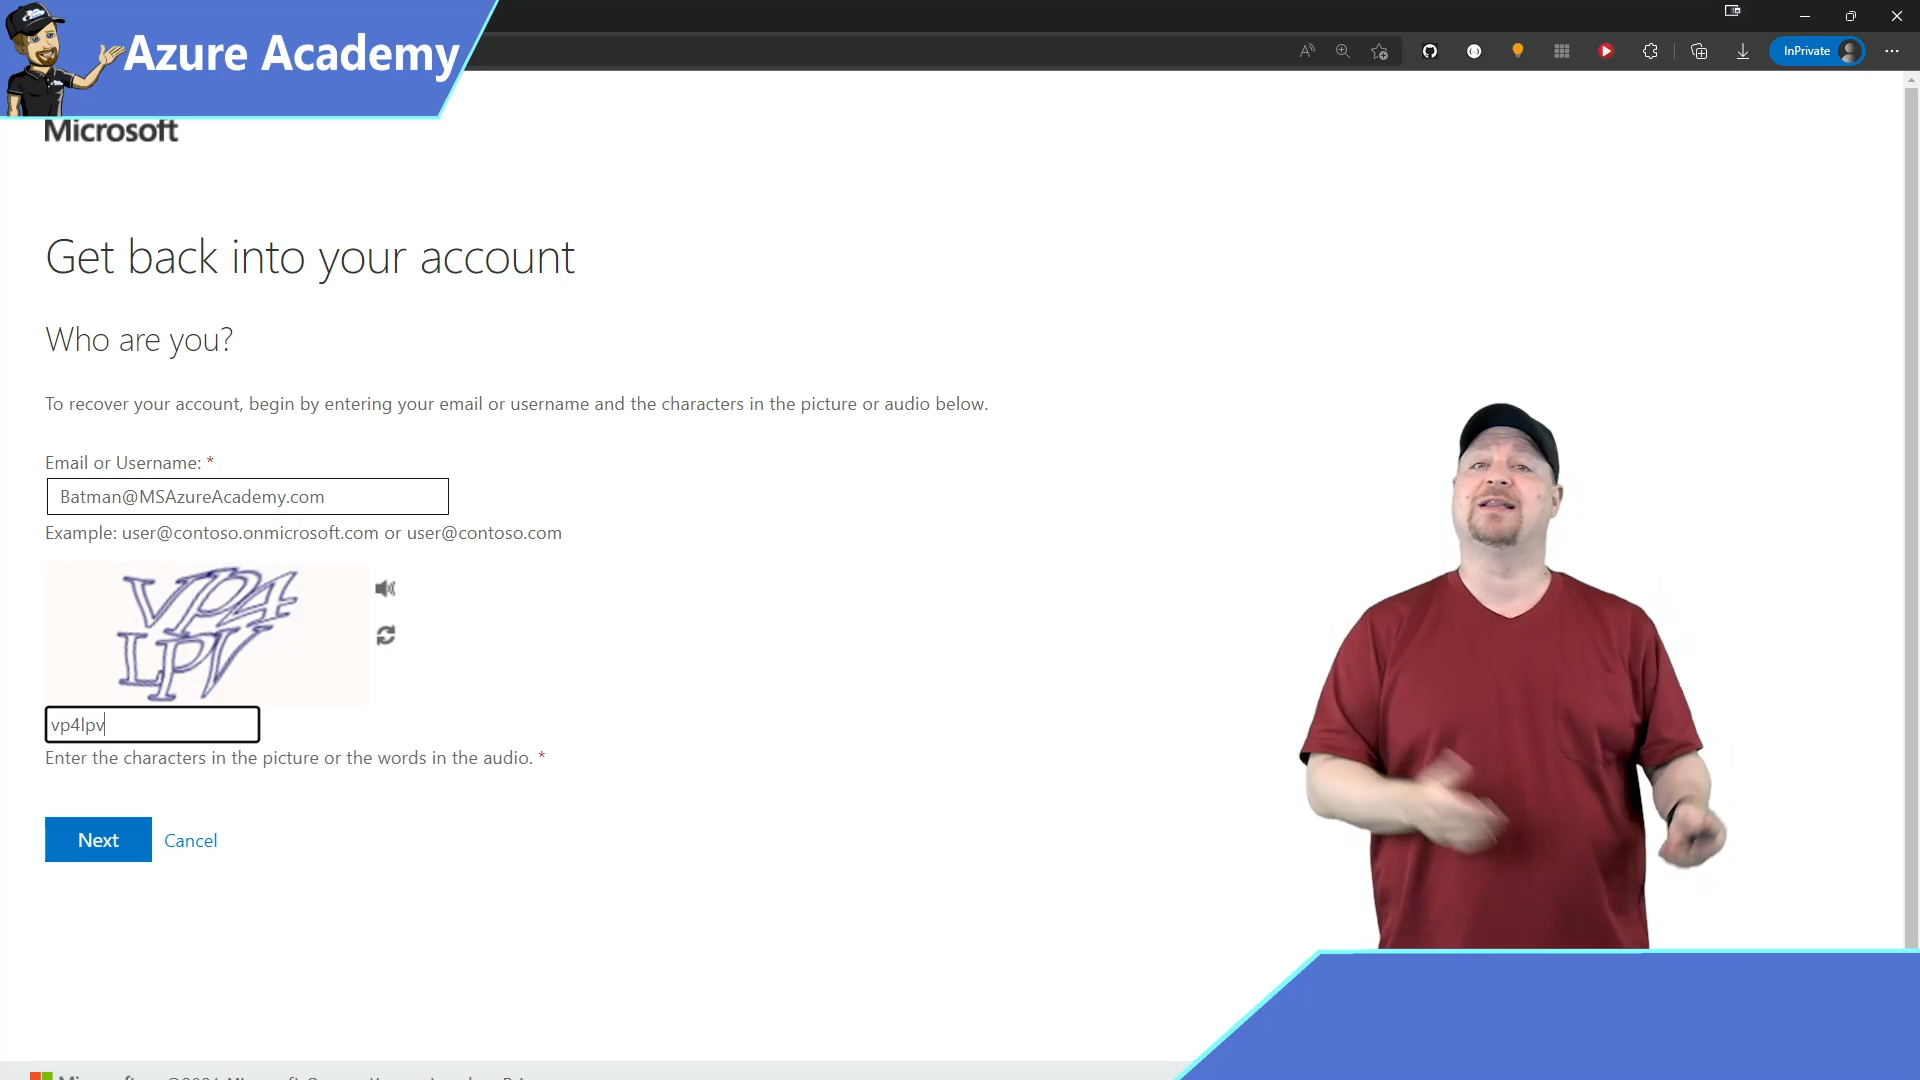 Azure Academy
InPrivate
Microsoft
Get back into your account
Who are you?
To recover your account, begin by entering your email or username and the characters in the picture or audio below.
Email or Username: *
Batman@MSAzureAcademy.com
Example: user@contoso.onmicrosoft.com or user@contoso.com
VP4
LPV
vp4lpv
Enter the characters in the picture or the words in the audio. *
Next
Cancel